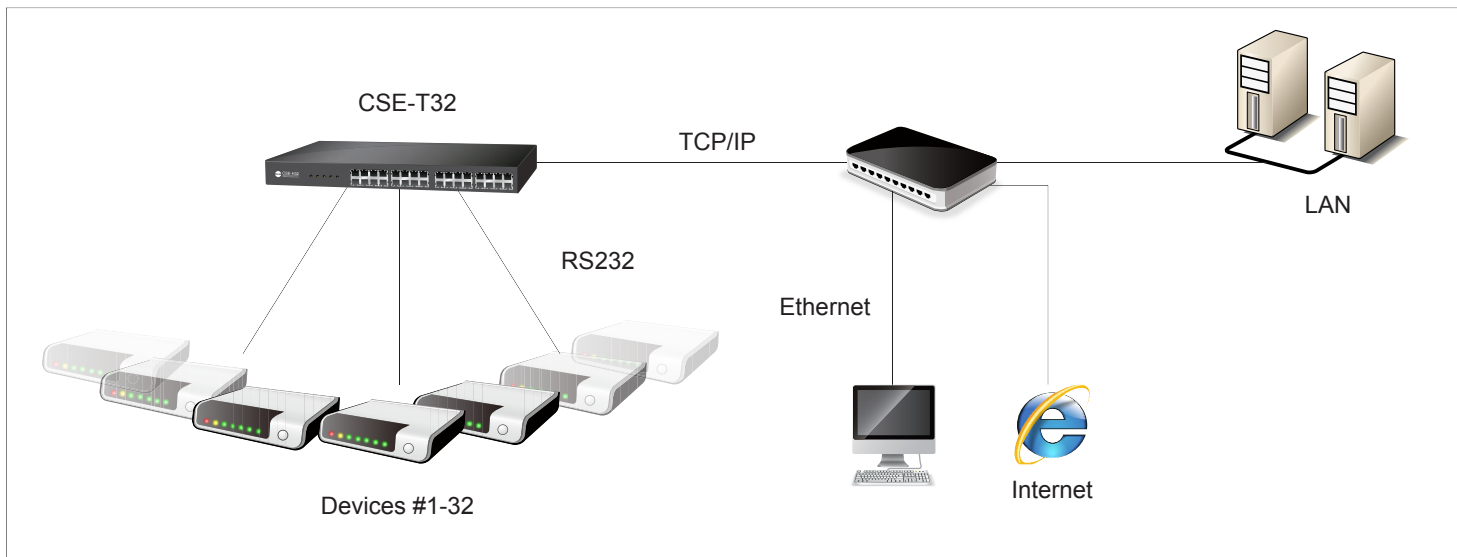 CSE-T32
TCP/IP
LAN
RS232
Ethernet
Internet
Devices #1-32